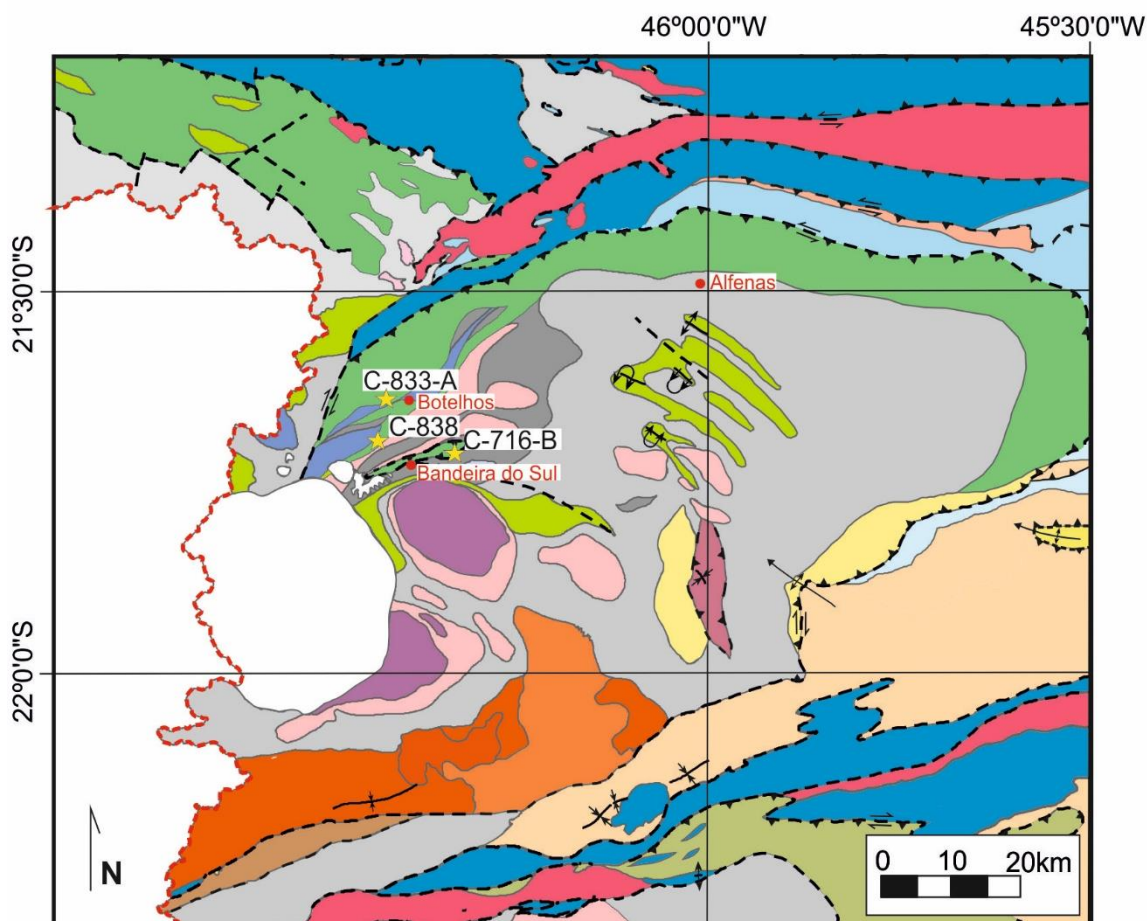 46º00'0"W
45º30'0"W
21º30'0"S
Alfenas
C-833-A
Botelhos
C-838
C-716-B
Bandeira do Sul
22º0'0"S
N
0 10 20km